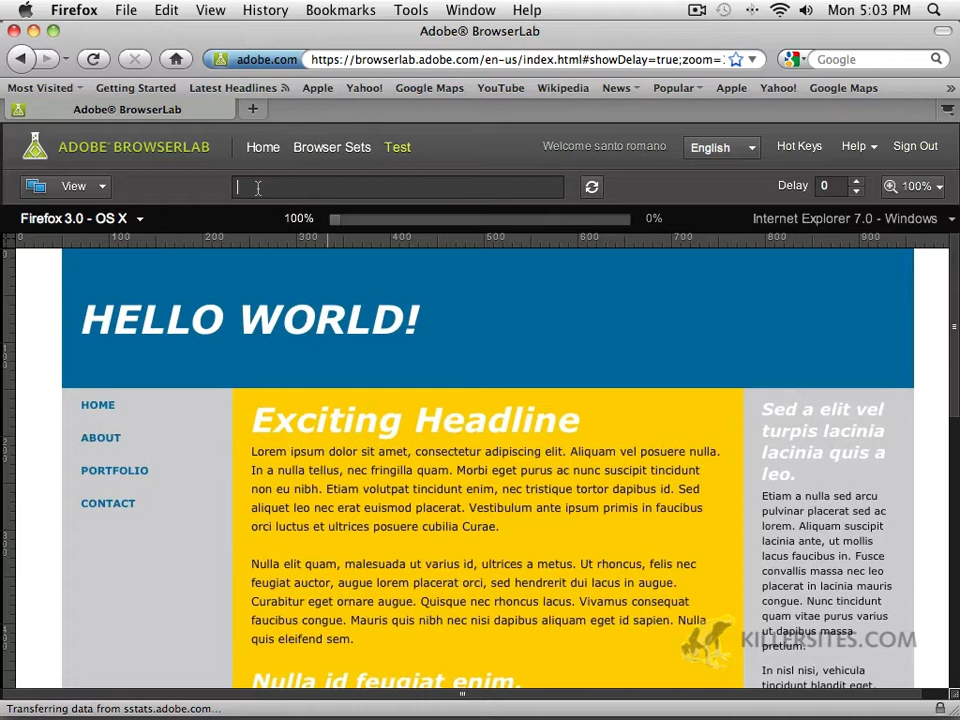 Firefox File Edit View History Bookmarks Tools Window Help Mon 5:03 PM
Adobe® BrowserLab
adobe.com https://browserlab.adobe.com/en-us/index.html#showDelay=true;zoom= Google
Most Visited Getting Started Latest Headlines Apple Yahoo! Google Maps YouTube Wikipedia News Popular Apple Yahoo! Google Maps »
Adobe® BrowserLab +
ADOBE® BROWSERLAB Home Browser Sets Test Welcome santo romano English Hot Keys Help Sign Out
View Delay 0 100%
Firefox 3.0 - OS X 100% 0% Internet Explorer 7.0 - Windows
0 100 200 300 400 500 600 700 800 900
HELLO WORLD!
HOME
ABOUT
PORTFOLIO
CONTACT
Exciting Headline
Lorem ipsum dolor sit amet, consectetur adipiscing elit. Aliquam vel posuere nulla.
In a nulla tellus, nec fringilla quam. Morbi eget purus ac nunc suscipit tincidunt
non eu nibh. Etiam volutpat tincidunt enim, nec tristique tortor dapibus id. Sed
aliquet leo nec erat euismod placerat. Vestibulum ante ipsum primis in faucibus
orci luctus et ultrices posuere cubilia Curae.
Nulla elit quam, malesuada ut varius id, ultrices a metus. Ut rhoncus, felis nec
feugiat auctor, augue lorem placerat orci, sed hendrerit dui lacus in augue.
Curabitur eget ornare augue. Quisque nec rhoncus lacus. Vivamus consequat
faucibus congue. Mauris quis nibh nec nisi dapibus aliquam eget id sapien. Nulla
quis eleifend sem.
Nulla id feugiat enim.
Sed a elit vel
turpis lacinia
lacinia quis a
leo.
Etiam a nulla sed arcu
pulvinar placerat sed ac
lorem. Aliquam suscipit
lacinia ante, ut mollis
lacus faucibus in. Fusce
convallis massa nec leo
placerat in lacinia mauris
congue. Nunc tincidunt
quam vitae purus varius
ut dapibus massa
pretium.
In nisl nisi, vehicula
tincidunt blandit eget,
KILLERSITES.COM
Transferring data from sstats.adobe.com...